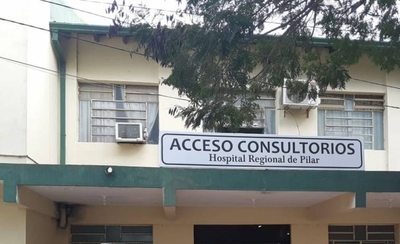 ACCESO CONSULTORIOS
Hospital Regional de Pilar